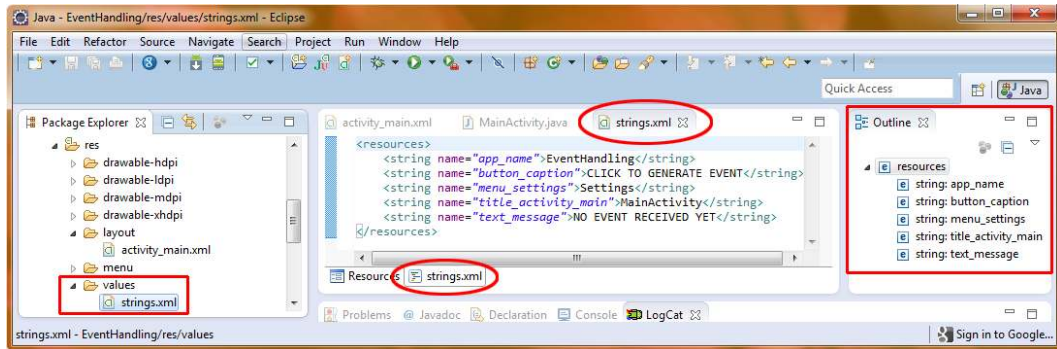 Java - EventHandling/res/values/strings.xml - Eclipse
File Edit Refactor Source Navigate Search Project Run Window Help
Quick Access
Java
Package Explorer
res
drawable-hdpi
drawable-ldpi
drawable-mdpi
drawable-xhdpi
layout
activity_main.xml
menu
values
strings.xml
activity_main.xml MainActivity.java strings.xml
<resources>
<string name="app_name">EventHandling</string>
<string name="button_caption">CLICK TO GENERATE EVENT</string>
<string name="menu_settings">Settings</string>
<string name="title_activity_main">MainActivity</string>
<string name="text_message">NO EVENT RECEIVED YET</string>
</resources>
Resources strings.xml
Problems @ Javadoc Declaration Console LogCat
Outline
resources
string: app_name
string: button_caption
string: menu_settings
string: title_activity_main
string: text_message
strings.xml - EventHandling/res/values
Sign in to Google...